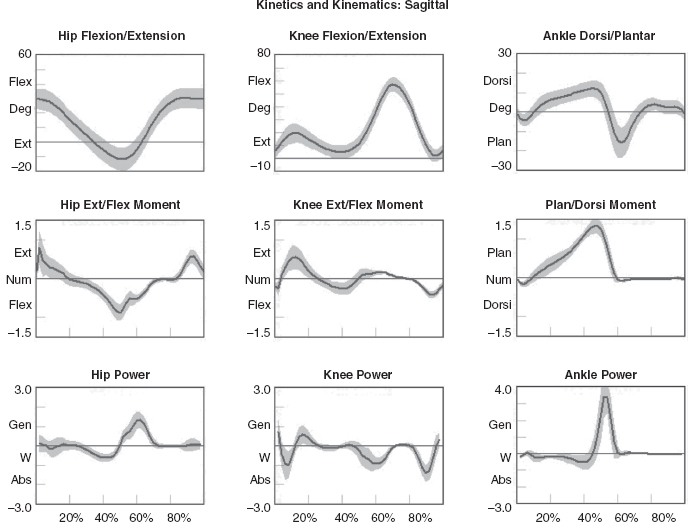 Kinetics and Kinematics: Sagittal
Hip Flexion/Extension
60
Flex
Deg
Ext
–20
Knee Flexion/Extension
80
Flex
Deg
Ext
–10
Ankle Dorsi/Plantar
30
Dorsi
Deg
Plan
–30
Hip Ext/Flex Moment
1.5
Ext
Num
Flex
–1.5
Knee Ext/Flex Moment
1.5
Ext
Num
Flex
–1.5
Plan/Dorsi Moment
1.5
Plan
Num
Dorsi
–1.5
Hip Power
3.0
Gen
W
Abs
–3.0
20% 40% 60% 80%
Knee Power
3.0
Gen
W
Abs
–3.0
20% 40% 60% 80%
Ankle Power
4.0
Gen
W
Abs
–3.0
20% 40% 60% 80%